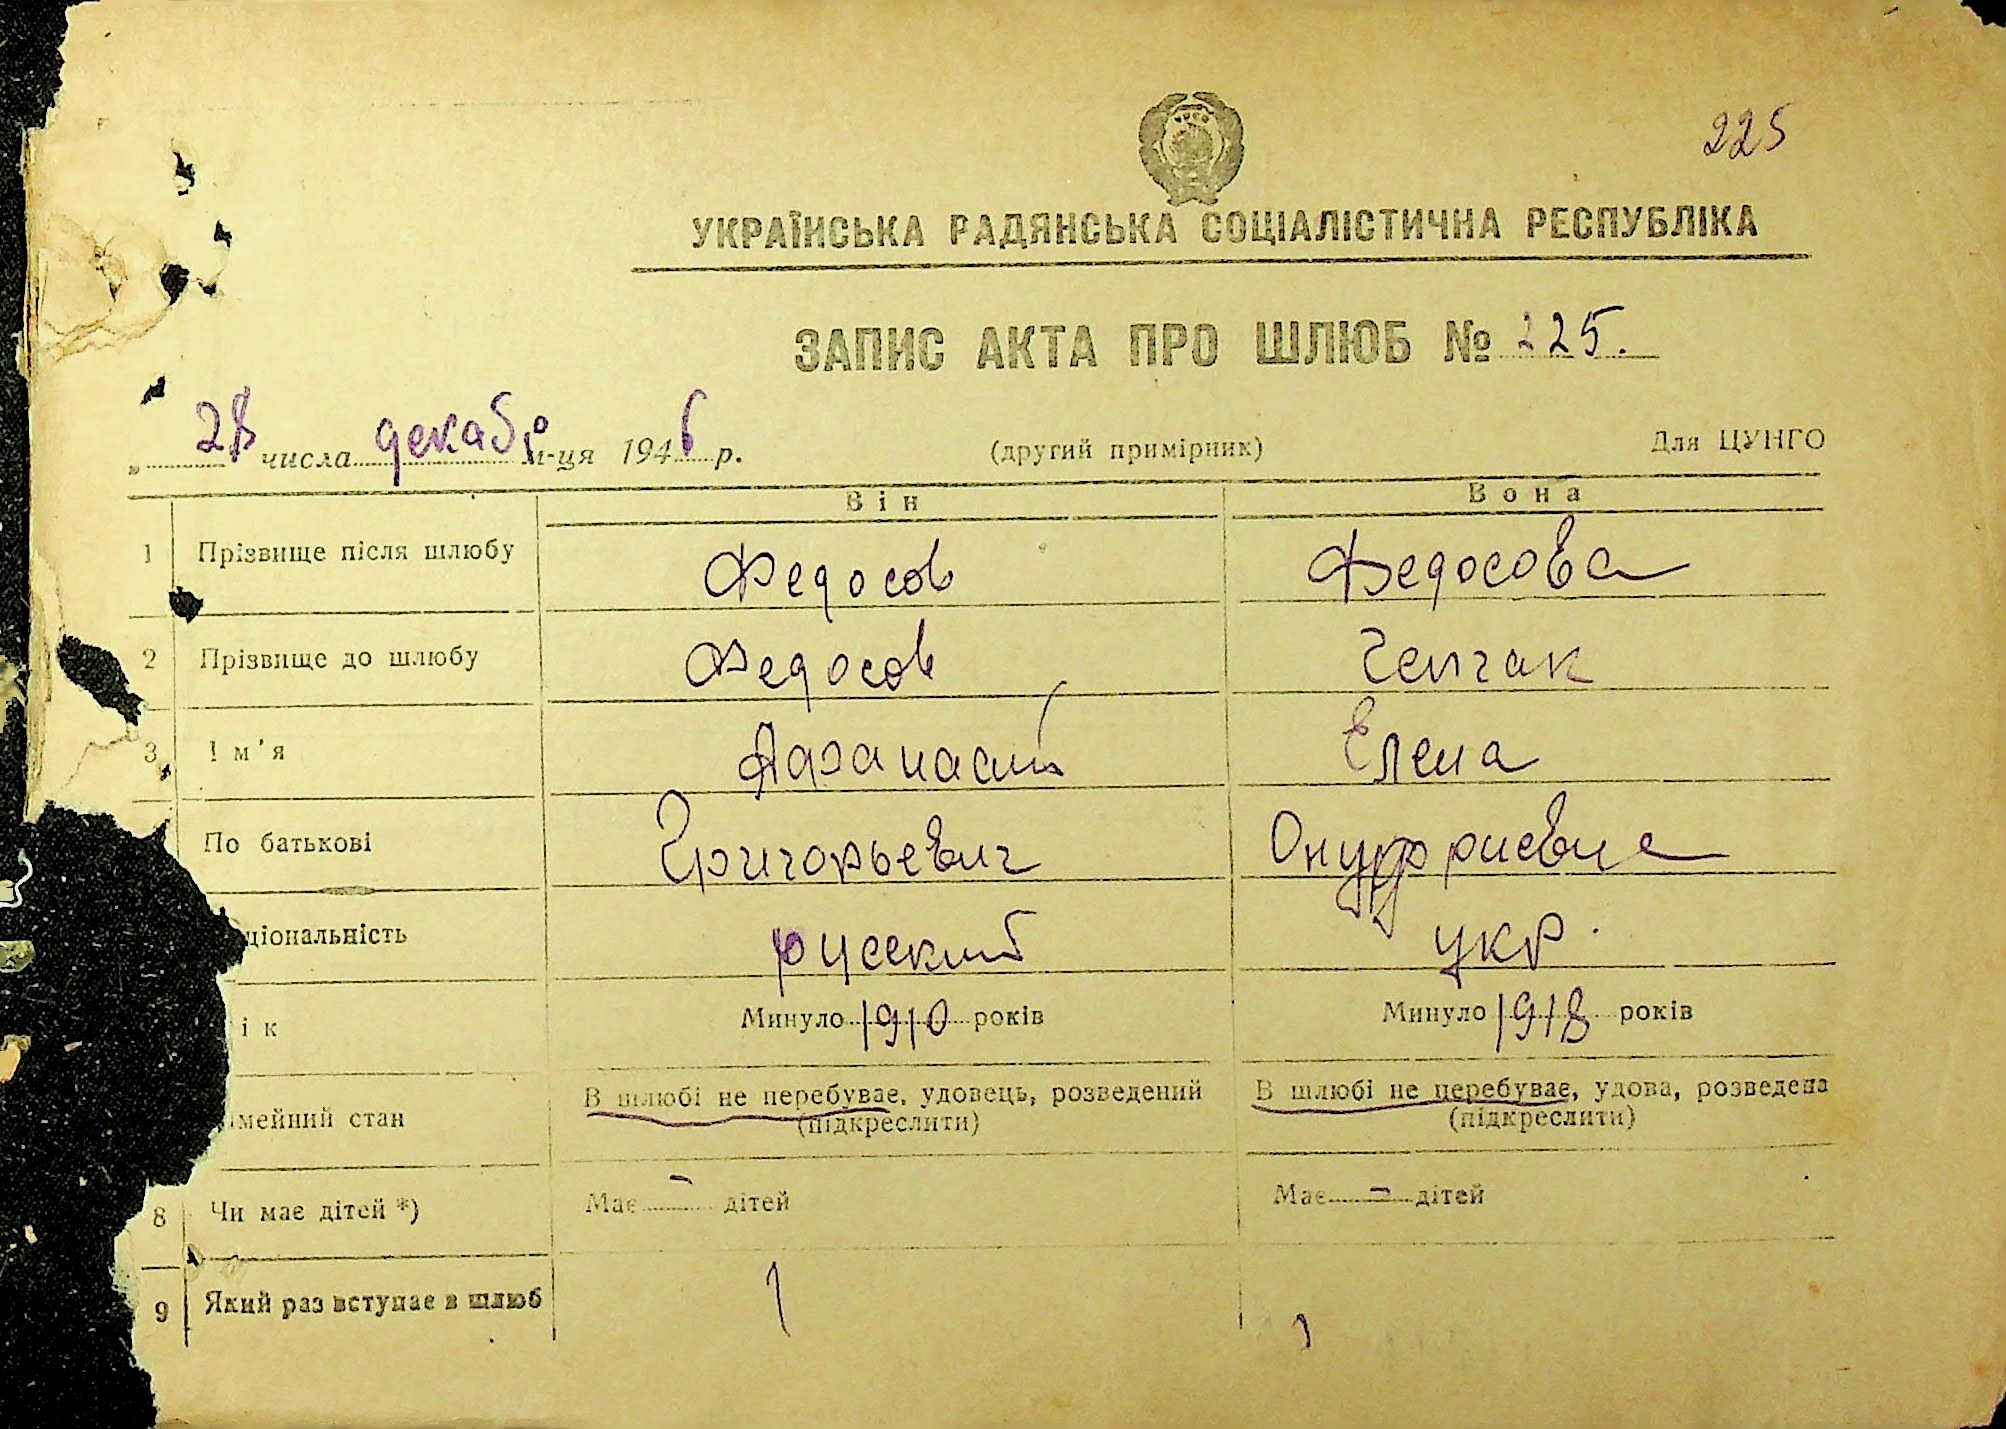 225
УКРАЇНСЬКА РАДЯНСЬКА СОЦІАЛІСТИЧНА РЕСПУБЛІКА
ЗАПИС АКТА ПРО ШЛЮБ № 225.
„ 28 числа декабр м-ця 1946 р. (другий примірник) Для ЦУНГО
Він Вона
1 Прізвище після шлюбу Федосов Федосова
2 Прізвище до шлюбу Федосов Чепчак
3 Ім'я Афанасий Елена
По батькові Григорьевич Онуфриевна
ціональність русский укр.
ік Минуло 1910 років Минуло 1918 років
імейний стан В шлюбі не перебуває, удовець, розведений В шлюбі не перебуває, удова, розведена
(підкреслити) (підкреслити)
8 Чи має дітей *) Має - дітей Має - дітей
9 Який раз вступає в шлюб 1 1